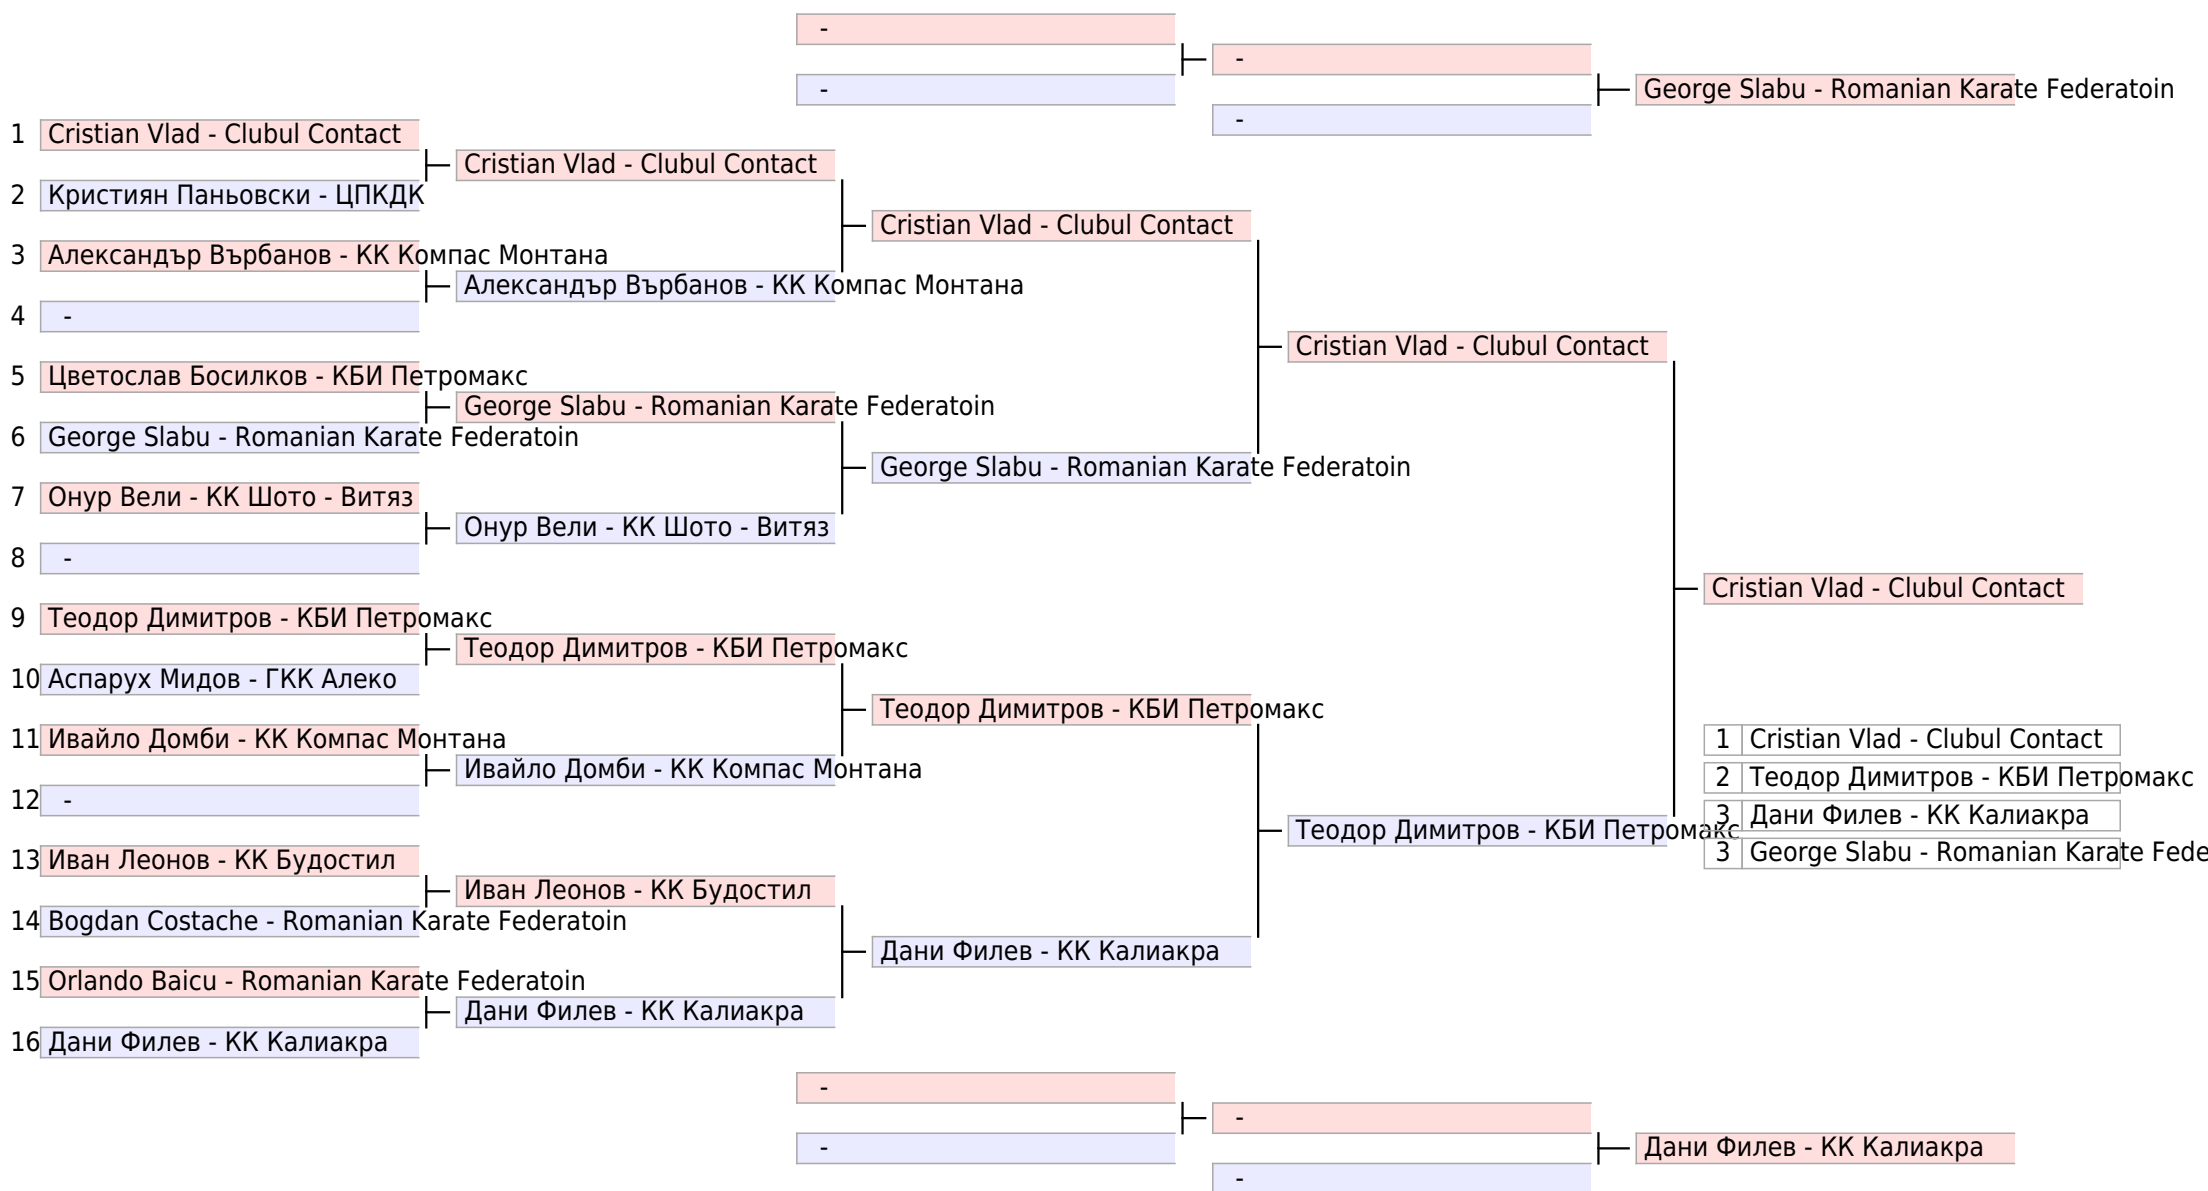 -
-
-
-
George Slabu - Romanian Karate Federatoin
-
1 Cristian Vlad - Clubul Contact
Cristian Vlad - Clubul Contact
2 Кристиян Паньовски - ЦПКДК
Cristian Vlad - Clubul Contact
3 Александър Върбанов - КК Компас Монтана
Александър Върбанов - КК Компас Монтана
4 -
Cristian Vlad - Clubul Contact
5 Цветослав Босилков - КБИ Петромакс
George Slabu - Romanian Karate Federatoin
6 George Slabu - Romanian Karate Federatoin
George Slabu - Romanian Karate Federatoin
7 Онур Вели - КК Шото - Витяз
Онур Вели - КК Шото - Витяз
8 -
Cristian Vlad - Clubul Contact
9 Теодор Димитров - КБИ Петромакс
Теодор Димитров - КБИ Петромакс
10 Аспарух Мидов - ГКК Алеко
Теодор Димитров - КБИ Петромакс
11 Ивайло Домби - КК Компас Монтана
Ивайло Домби - КК Компас Монтана
12 -
Теодор Димитров - КБИ Петромакс
13 Иван Леонов - КК Будостил
Иван Леонов - КК Будостил
14 Bogdan Costache - Romanian Karate Federatoin
Дани Филев - КК Калиакра
15 Orlando Baicu - Romanian Karate Federatoin
Дани Филев - КК Калиакра
16 Дани Филев - КК Калиакра
1 Cristian Vlad - Clubul Contact
2 Теодор Димитров - КБИ Петромакс
3 Дани Филев - КК Калиакра
3 George Slabu - Romanian Karate Fede
-
-
-
Дани Филев - КК Калиакра
-